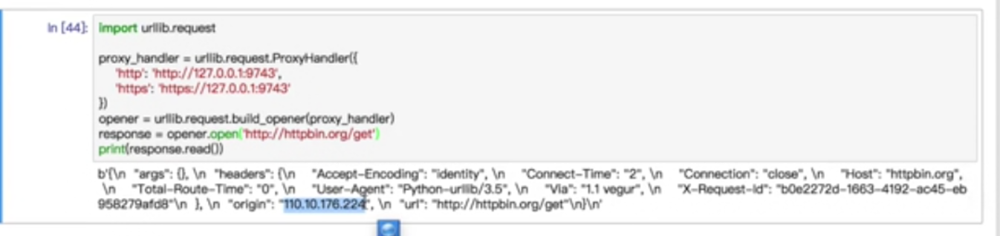 In [44]: import urllib.request
proxy_handler = urllib.request.ProxyHandler({
'http': 'http://127.0.0.1:9743',
'https': 'https://127.0.0.1:9743'
})
opener = urllib.request.build_opener(proxy_handler)
response = opener.open('http://httpbin.org/get')
print(response.read())
b'{\n  "args": {}, \n  "headers": {\n    "Accept-Encoding": "identity", \n    "Connect-Time": "2", \n    "Connection": "close", \n    "Host": "httpbin.org",
\n    "Total-Route-Time": "0", \n    "User-Agent": "Python-urllib/3.5", \n    "Via": "1.1 vegur", \n    "X-Request-Id": "b0e2272d-1663-4192-ac45-eb
958279afd8"\n  }, \n  "origin": "110.10.176.224", \n  "url": "http://httpbin.org/get"\n}\n'